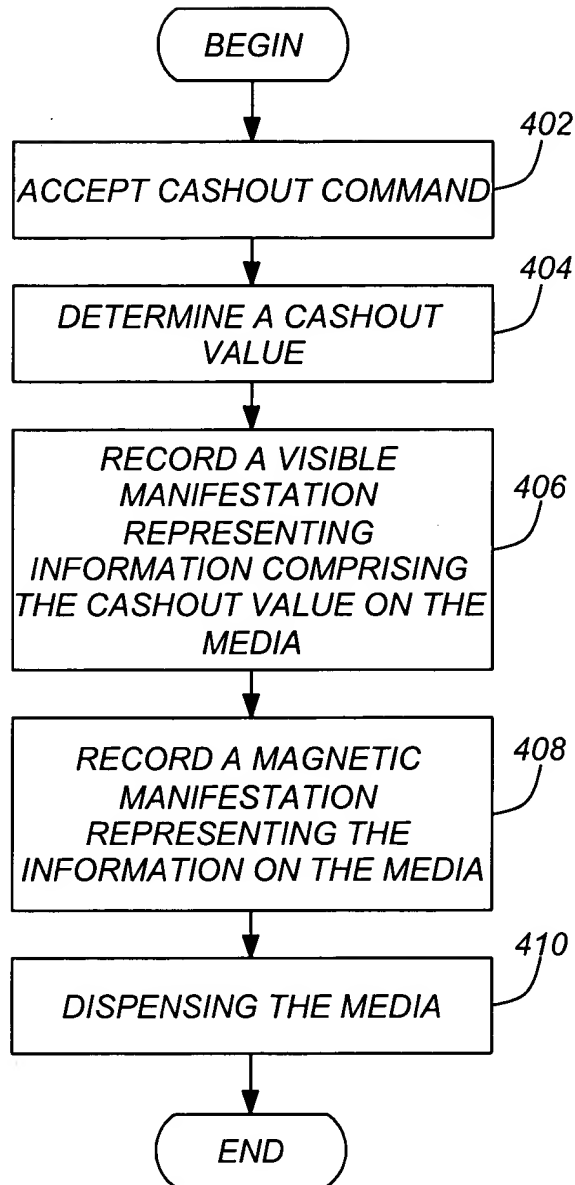 BEGIN
402
ACCEPT CASHOUT COMMAND
404
DETERMINE A CASHOUT
VALUE
406
RECORD A VISIBLE
MANIFESTATION
REPRESENTING
INFORMATION COMPRISING
THE CASHOUT VALUE ON THE
MEDIA
408
RECORD A MAGNETIC
MANIFESTATION
REPRESENTING THE
INFORMATION ON THE MEDIA
410
DISPENSING THE MEDIA
END